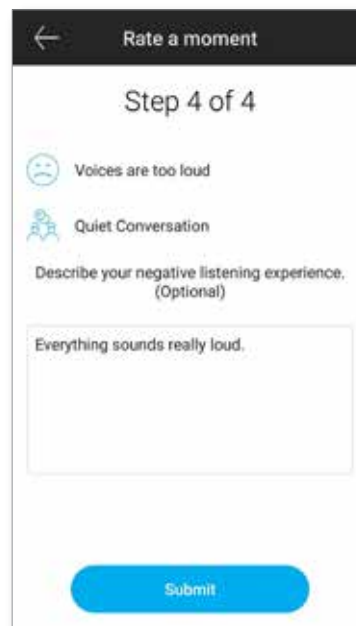 Rate a moment
Step 4 of 4
Voices are too loud
Quiet Conversation
Describe your negative listening experience.
(Optional)
Everything sounds really loud.
Submit